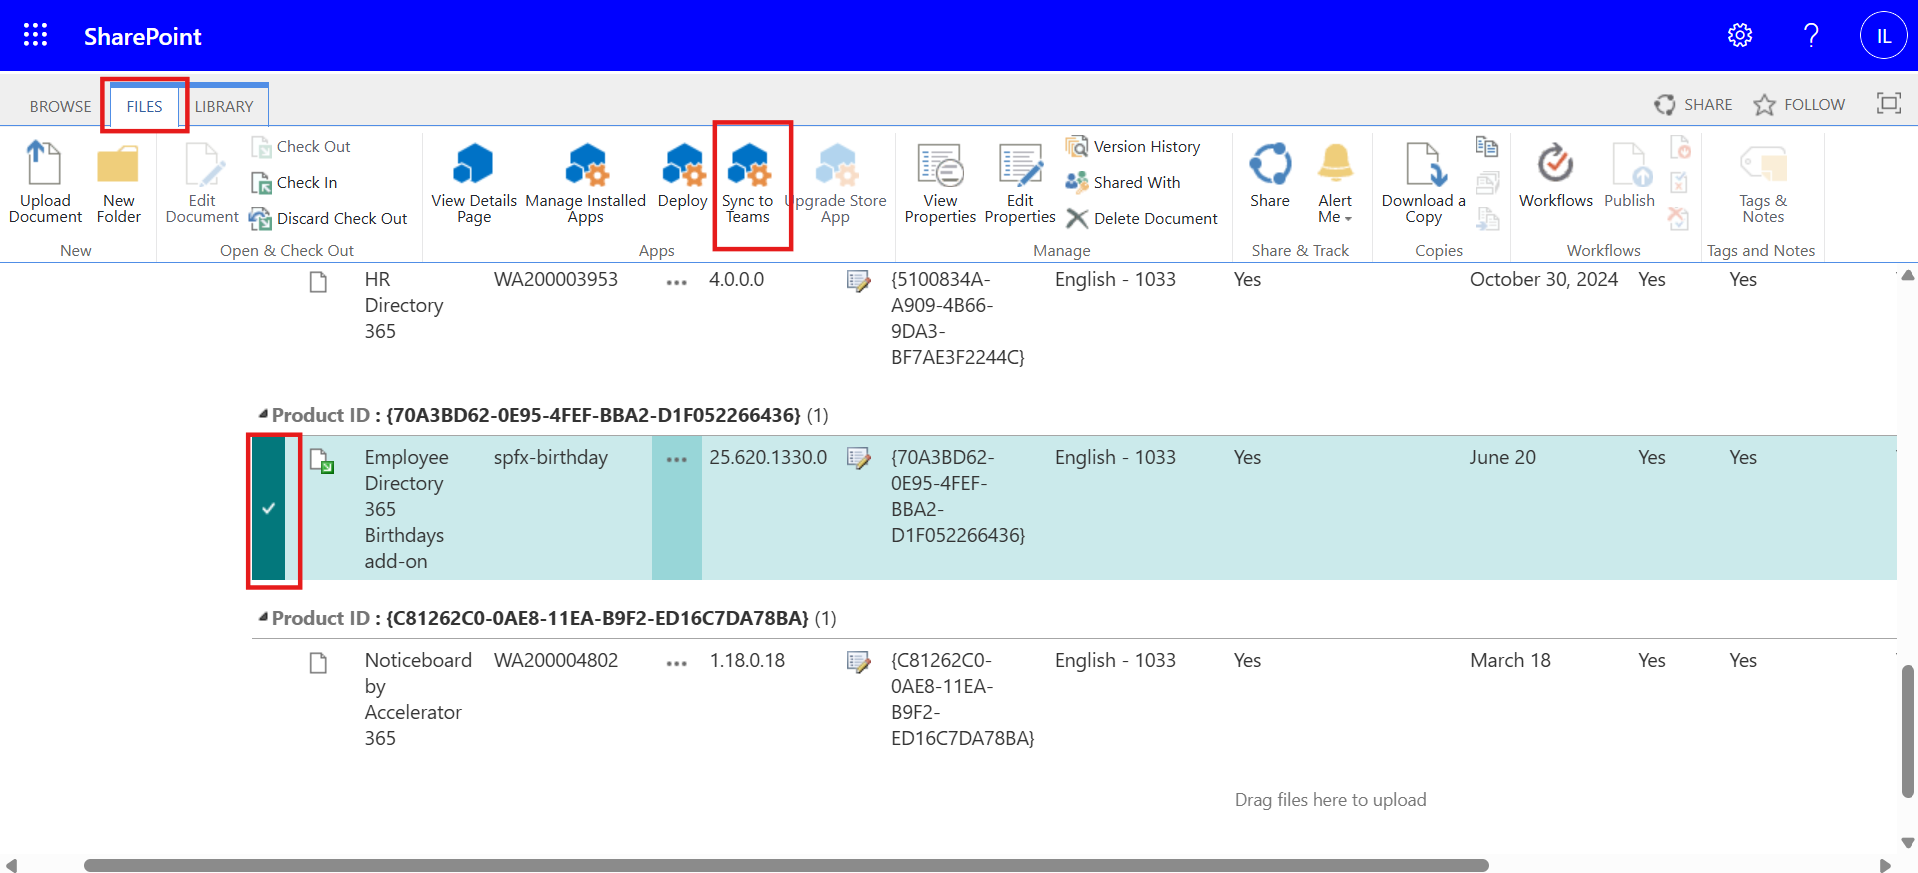 SharePoint
?
IL
BROWSE
FILES
LIBRARY
SHARE
FOLLOW
Upload Document
New Folder
New
Edit Document
Check Out
Check In
Discard Check Out
Open & Check Out
View Details Page
Manage Installed Apps
Deploy
Sync to Teams
Upgrade Store App
Apps
View Properties
Edit Properties
Version History
Shared With
Delete Document
Manage
Share
Alert Me
Share & Track
Download a Copy
Copies
Workflows
Publish
Workflows
Tags & Notes
Tags and Notes
HR WA200003953 ... 4.0.0.0 {5100834A- English - 1033 Yes October 30, 2024 Yes Yes
Directory A909-4B66-
365 9DA3-
BF7AE3F2244C}
Product ID : {70A3BD62-0E95-4FEF-BBA2-D1F052266436} (1)
Employee spfx-birthday ... 25.620.1330.0 {70A3BD62- English - 1033 Yes June 20 Yes Yes
Directory 0E95-4FEF-
365 BBA2-
Birthdays D1F052266436}
add-on
Product ID : {C81262C0-0AE8-11EA-B9F2-ED16C7DA78BA} (1)
Noticeboard WA200004802 ... 1.18.0.18 {C81262C0- English - 1033 Yes March 18 Yes Yes
by 0AE8-11EA-
Accelerator B9F2-
365 ED16C7DA78BA}
Drag files here to upload